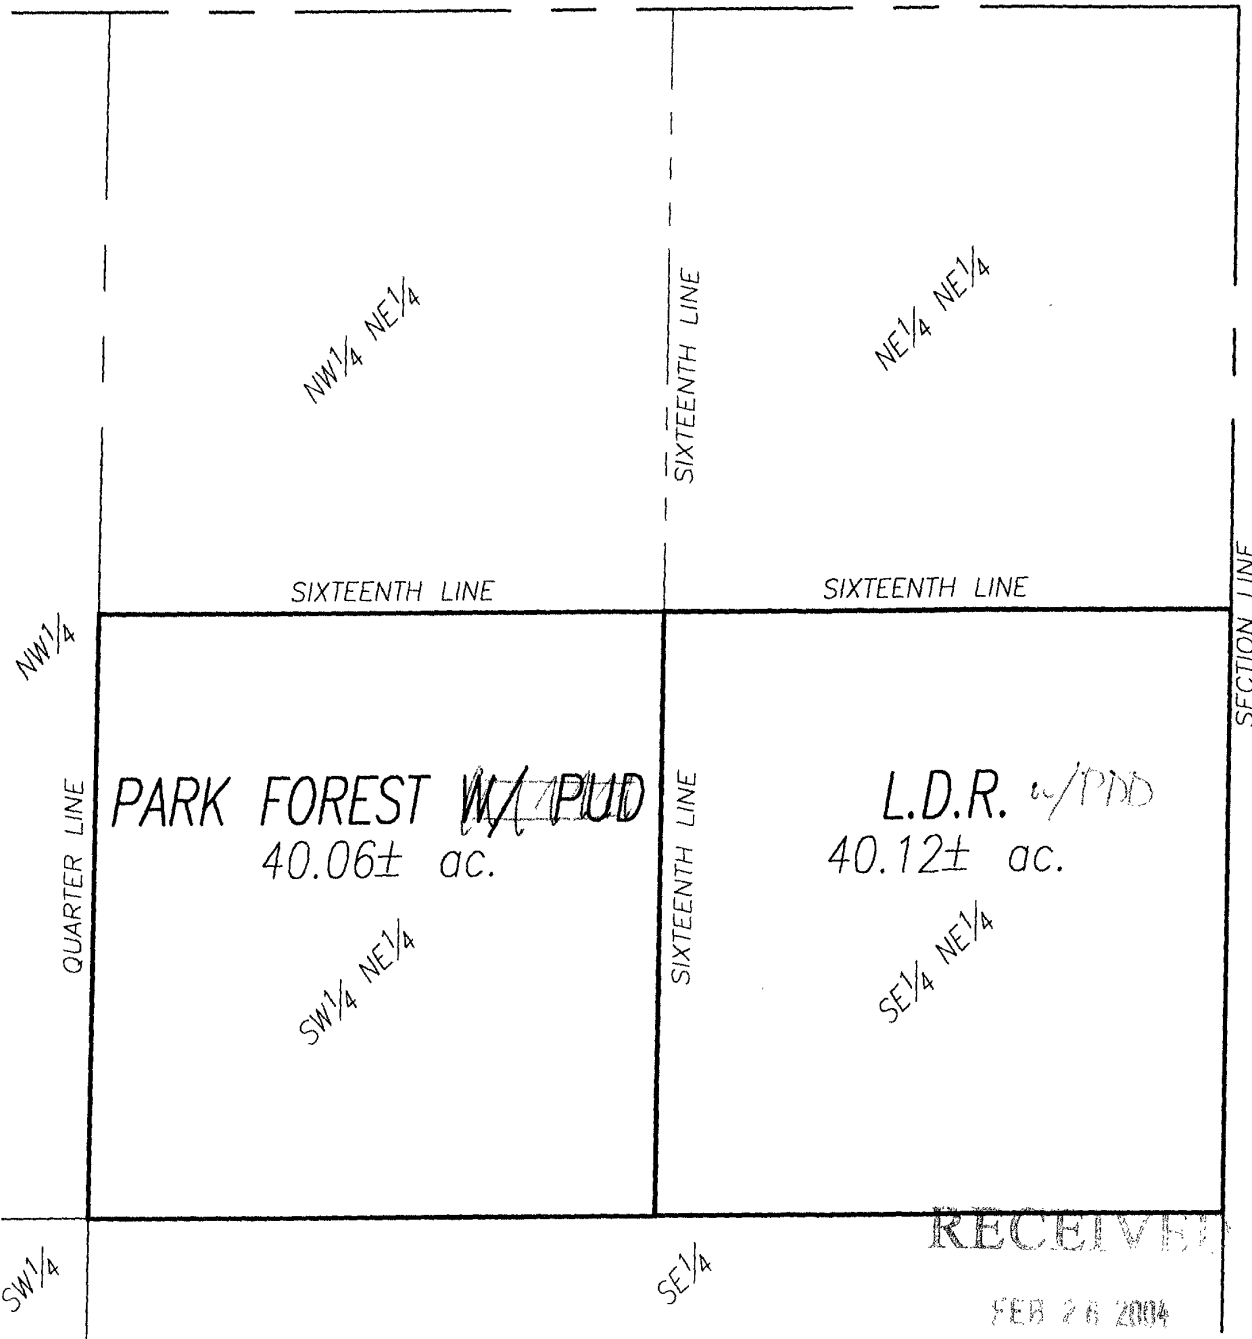 NW1/4 NE1/4
NE1/4 NE1/4
SIXTEENTH LINE
SIXTEENTH LINE
SIXTEENTH LINE
SECTION LINE
NW1/4
PARK FOREST W/ PUD
40.06± ac.
QUARTER LINE
SW1/4 NE1/4
SIXTEENTH LINE
L.D.R. w/PDD
40.12± ac.
SE1/4 NE1/4
SW1/4
SE1/4
RECEIVED
FEB 26 2004